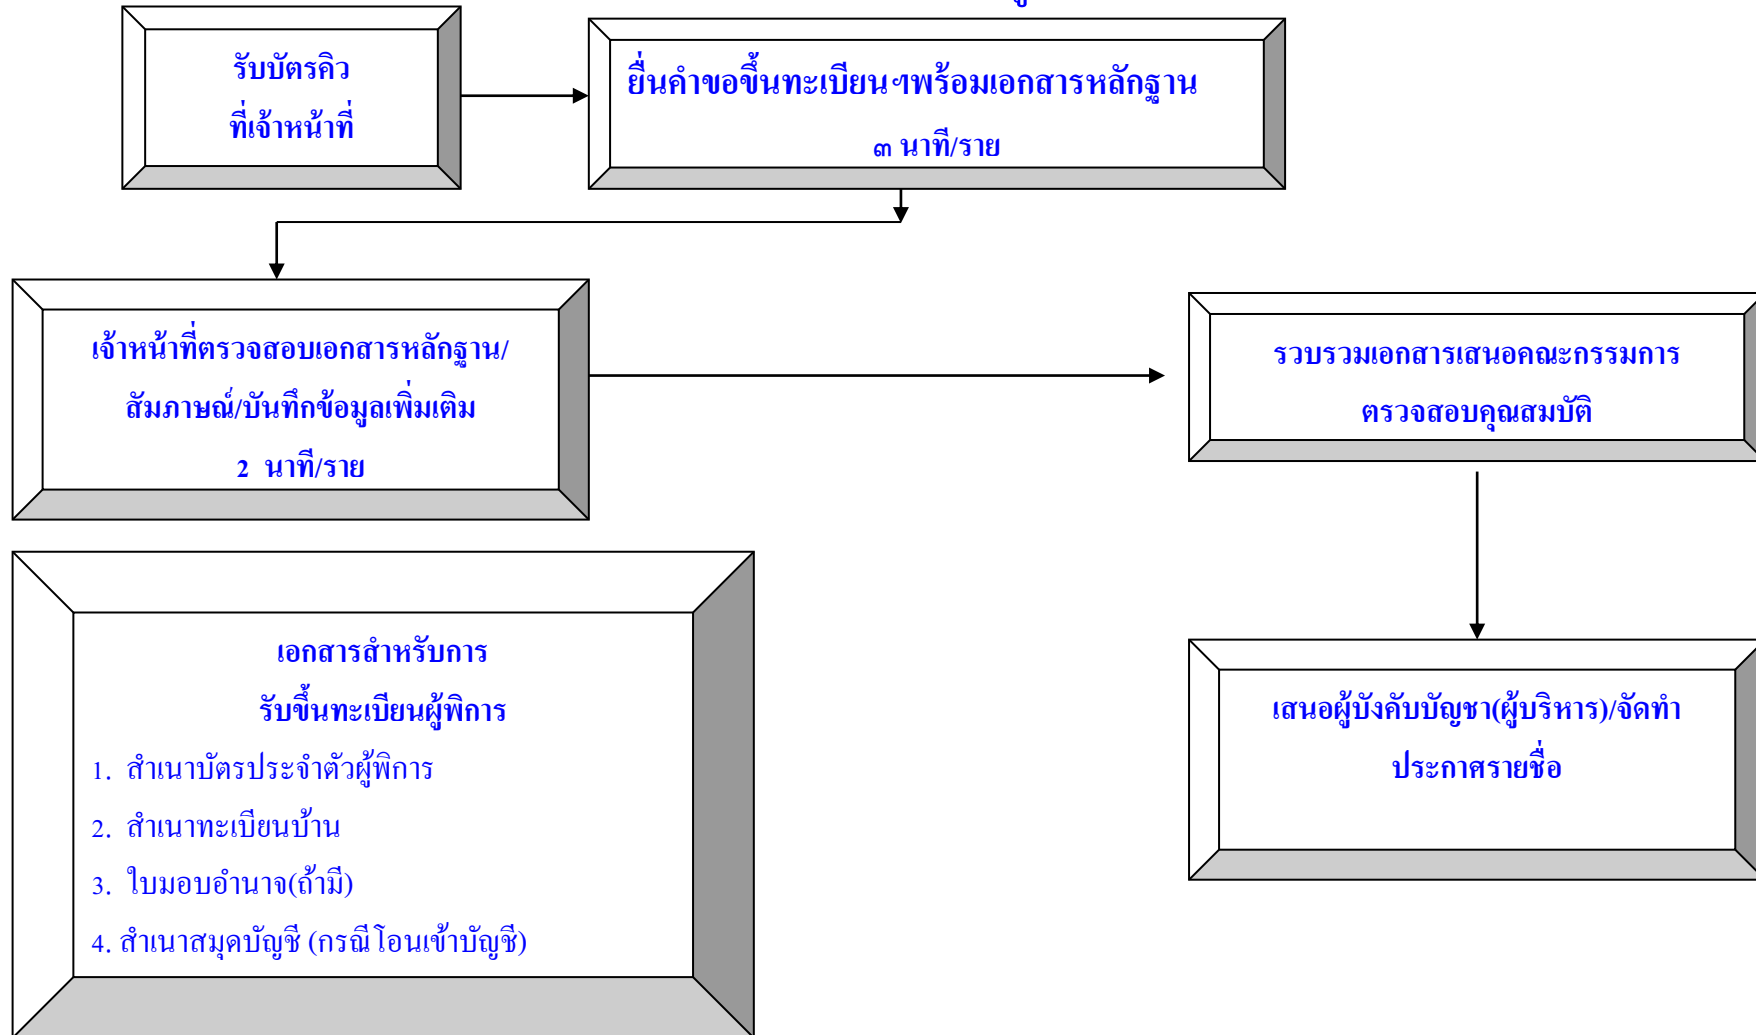 รับบัตรคิว
ที่เจ้าหน้าที่
ยื่นคำขอขึ้นทะเบียนฯพร้อมเอกสารหลักฐาน
๓ นาที/ราย
เจ้าหน้าที่ตรวจสอบเอกสารหลักฐาน/
สัมภาษณ์/บันทึกข้อมูลเพิ่มเติม
2 นาที/ราย
รวบรวมเอกสารเสนอคณะกรรมการ
ตรวจสอบคุณสมบัติ
เสนอผู้บังคับบัญชา(ผู้บริหาร)/จัดทำ
ประกาศรายชื่อ
เอกสารสำหรับการ
รับขึ้นทะเบียนผู้พิการ
1. สำเนาบัตรประจำตัวผู้พิการ
2. สำเนาทะเบียนบ้าน
3. ใบมอบอำนาจ(ถ้ามี)
4. สำเนาสมุดบัญชี (กรณีโอนเข้าบัญชี)